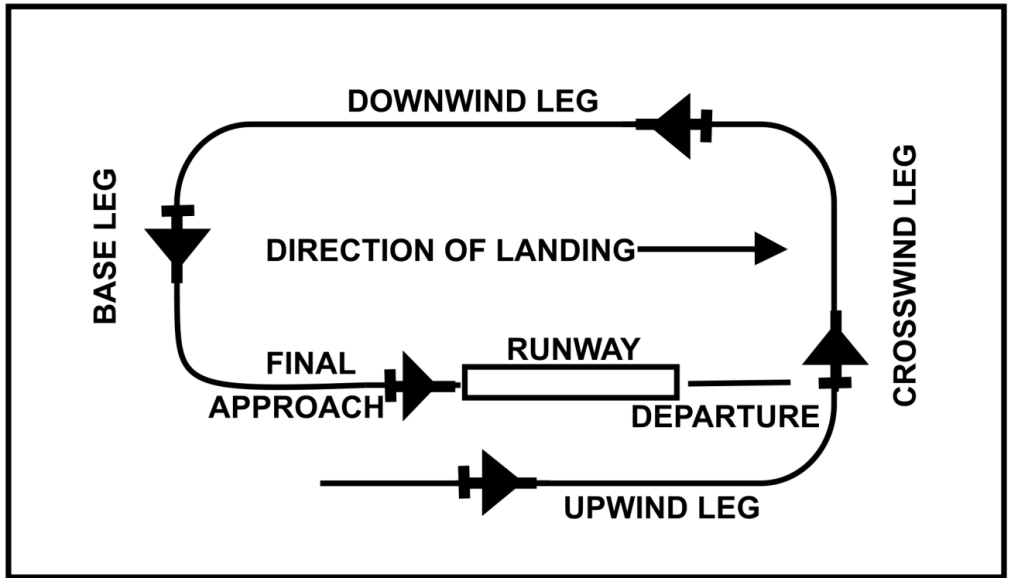 DOWNWIND LEG
BASE LEG
CROSSWIND LEG
DIRECTION OF LANDING
RUNWAY
FINAL
APPROACH
DEPARTURE
UPWIND LEG